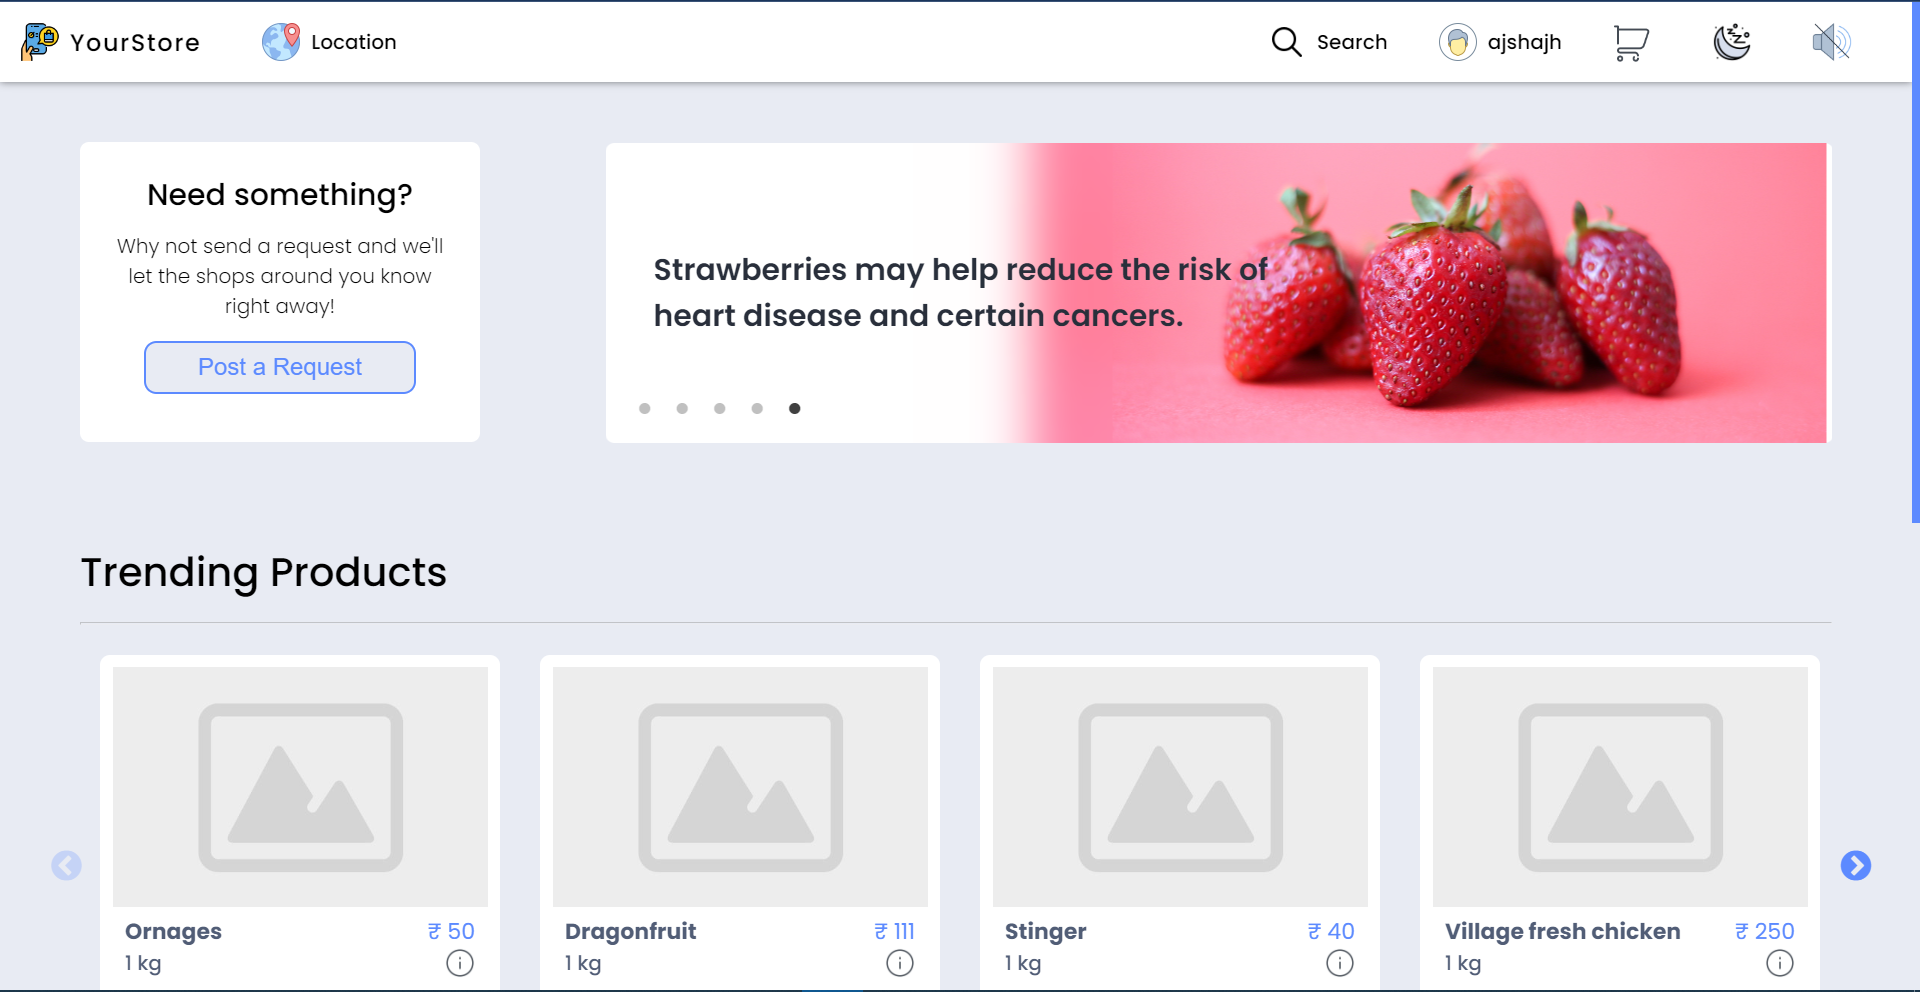 YourStore
Location
Search
ajshajh
Need something?
Why not send a request and we'll
let the shops around you know
right away!
Post a Request
Strawberries may help reduce the risk of
heart disease and certain cancers.
Trending Products
Ornages ₹ 50
1 kg
Dragonfruit ₹ 111
1 kg
Stinger ₹ 40
1 kg
Village fresh chicken ₹ 250
1 kg